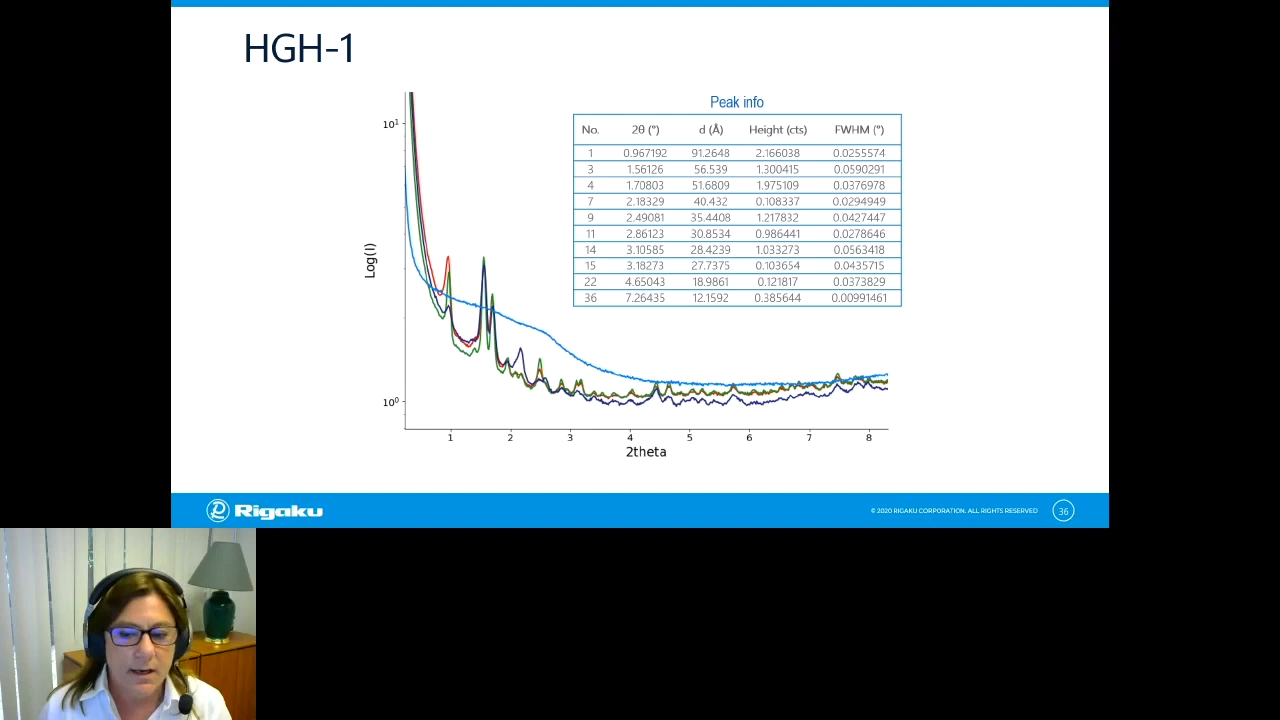 HGH-1
Peak info
No. 2θ (°) d (Å) Height (cts) FWHM (°)
1 0.967192 91.2648 2.166038 0.0255574
3 1.56126 56.539 1.300415 0.0590291
4 1.70803 51.6809 1.975109 0.0376978
7 2.18329 40.432 0.108337 0.0294949
9 2.49081 35.4408 1.217832 0.0427447
11 2.86123 30.8534 0.986441 0.0278646
14 3.10585 28.4239 1.033273 0.0563418
15 3.18273 27.7375 0.103654 0.0435715
22 4.65043 18.9861 0.121817 0.0373829
36 7.26435 12.1592 0.385644 0.00991461
10¹
Log(I)
10⁰
1 2 3 4 5 6 7 8
2theta
Rigaku
© 2020 RIGAKU CORPORATION. ALL RIGHTS RESERVED
36